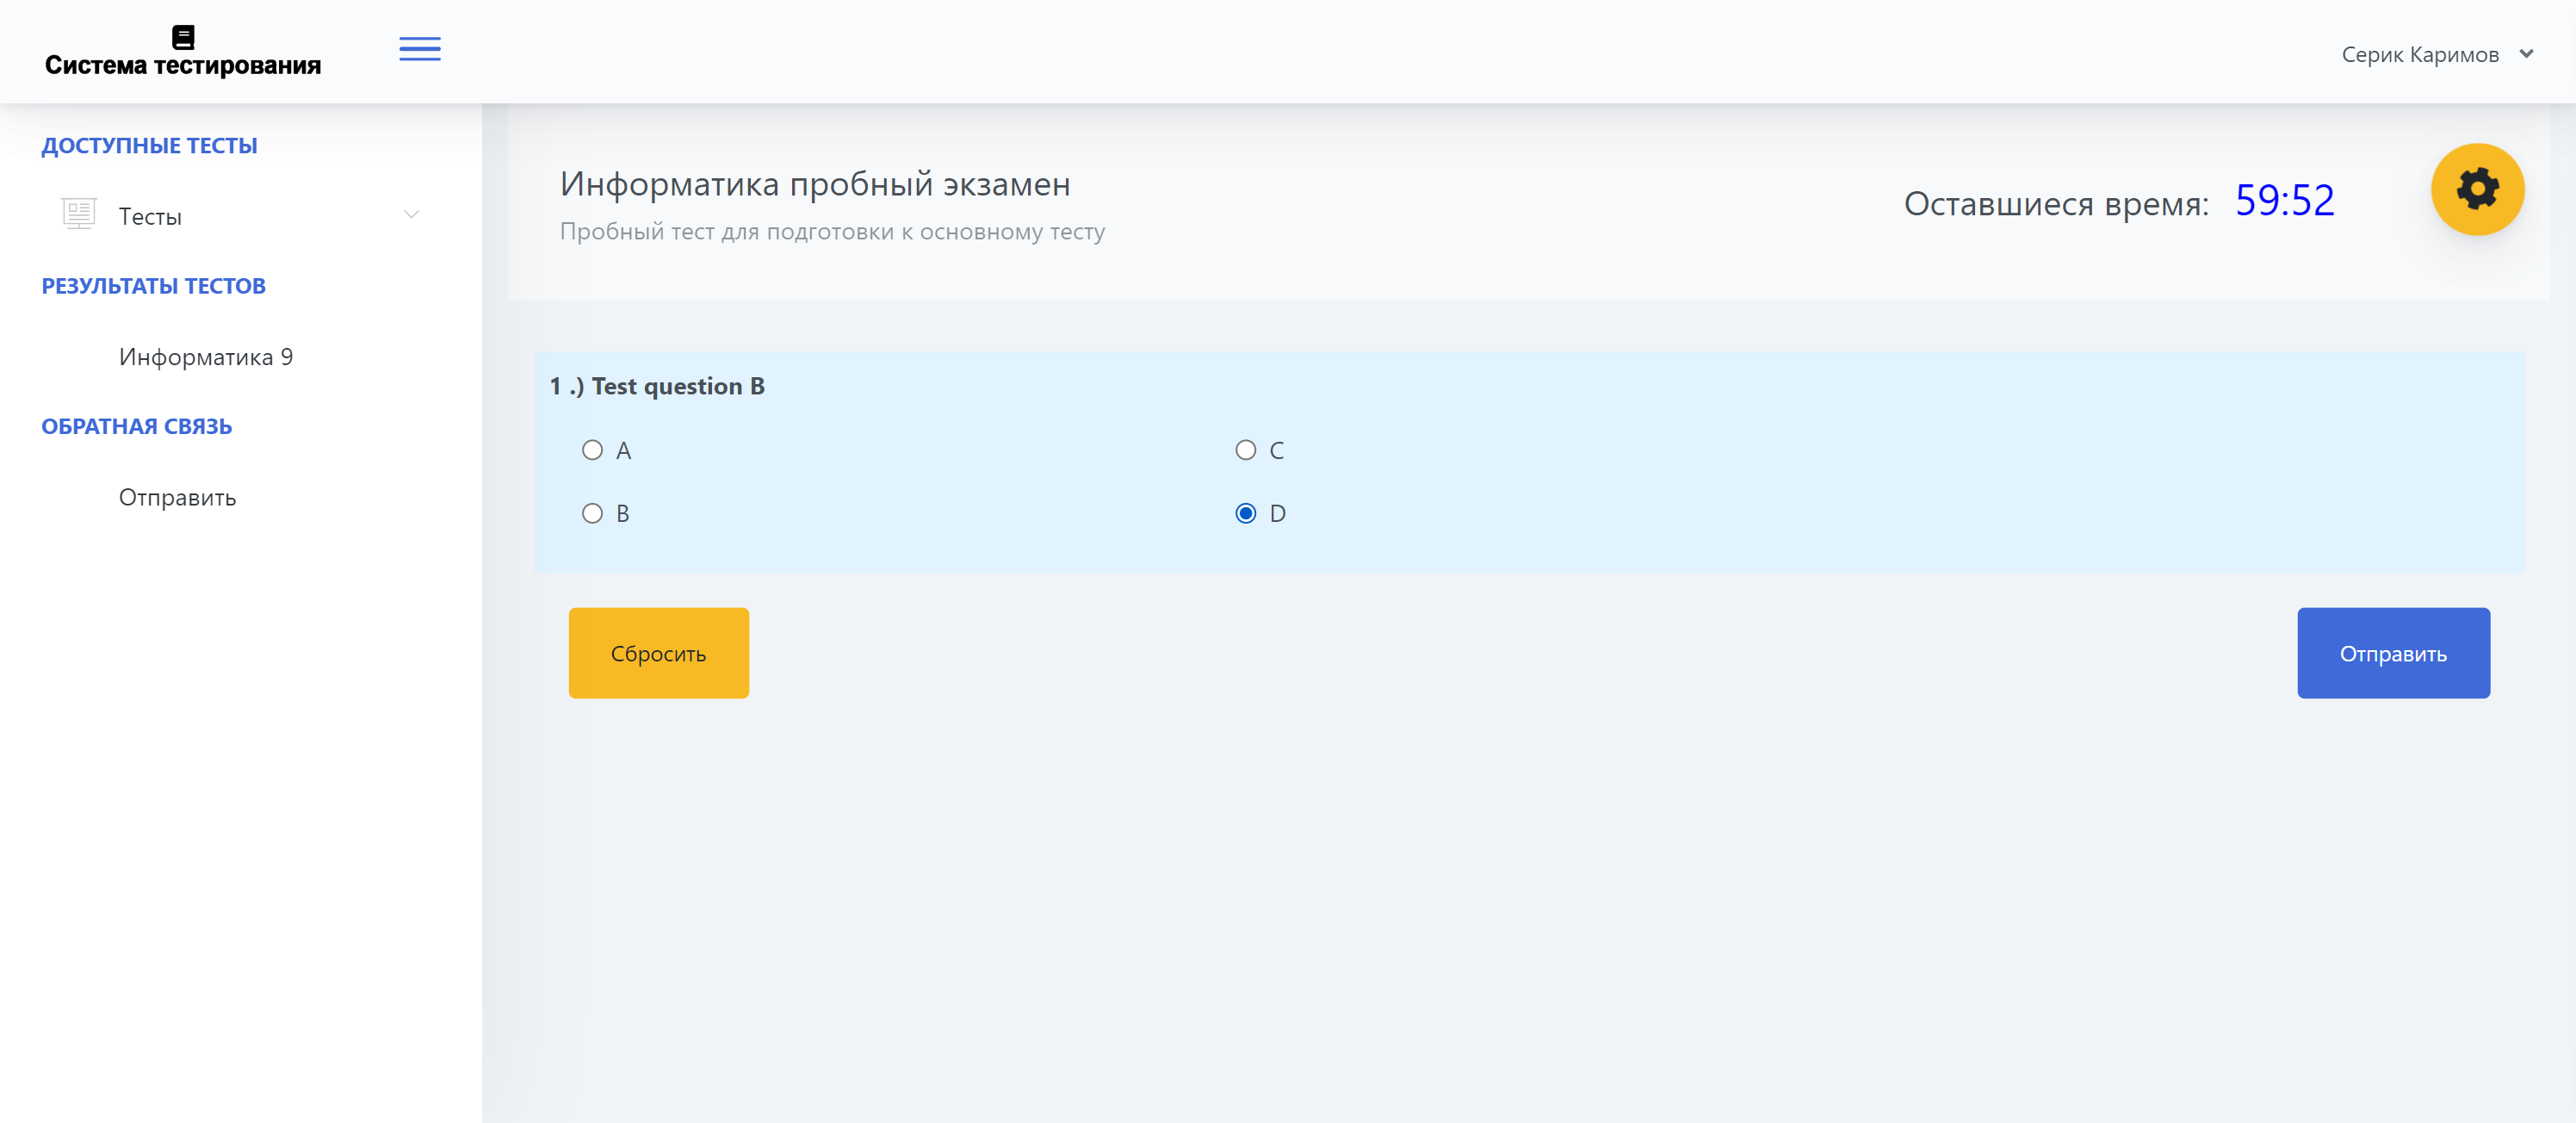 Система тестирования
Серик Каримов
ДОСТУПНЫЕ ТЕСТЫ
Тесты
РЕЗУЛЬТАТЫ ТЕСТОВ
Информатика 9
ОБРАТНАЯ СВЯЗЬ
Отправить
Информатика пробный экзамен
Пробный тест для подготовки к основному тесту
Оставшиеся время: 59:52
1 .) Test question B
A
B
C
D
Сбросить
Отправить